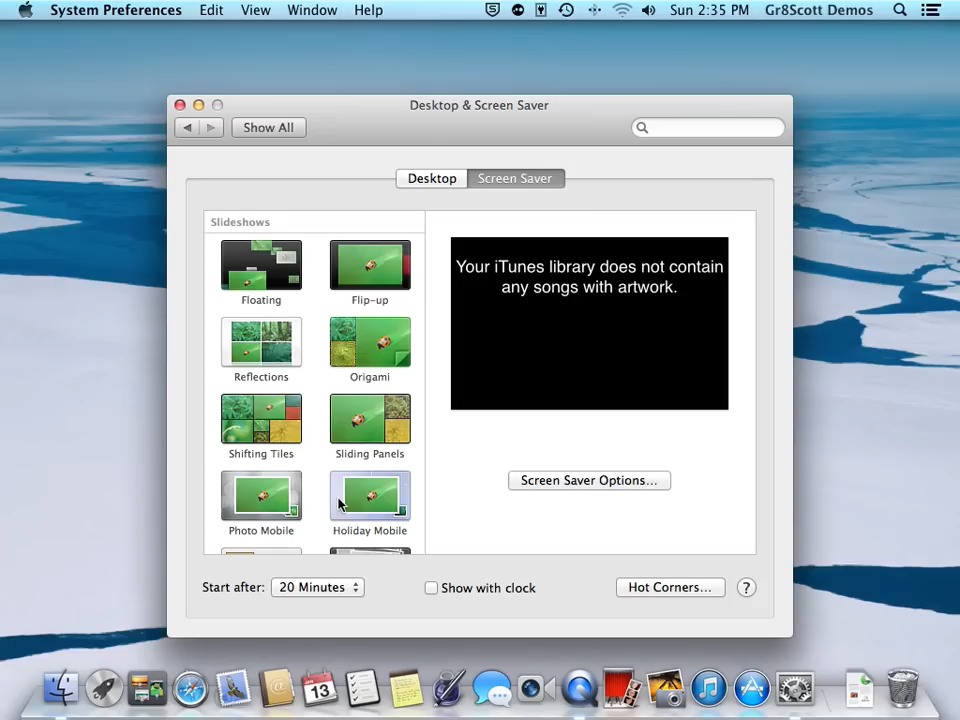 System Preferences Edit View Window Help Sun 2:35 PM Gr8Scott Demos
Desktop & Screen Saver
Show All
Desktop Screen Saver
Slideshows
Floating Flip-up
Reflections Origami
Shifting Tiles Sliding Panels
Photo Mobile Holiday Mobile
Your iTunes library does not contain
any songs with artwork.
Screen Saver Options...
Start after: 20 Minutes Show with clock Hot Corners... ?
13